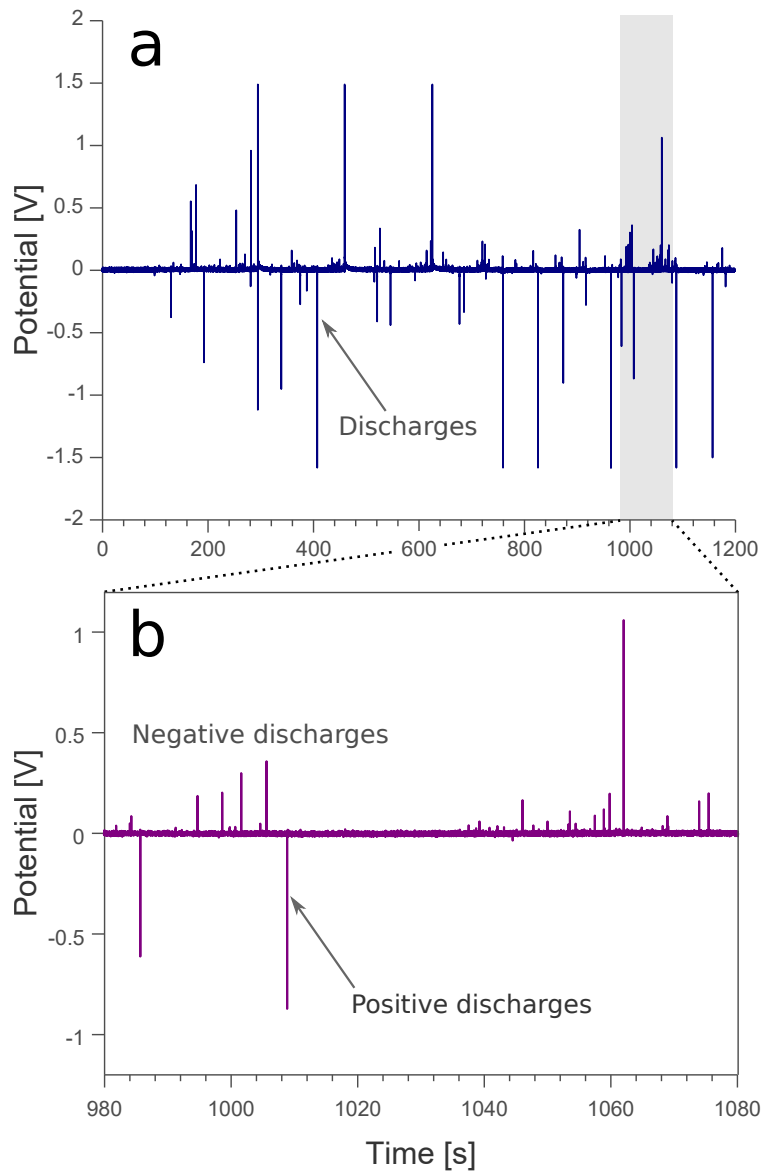 a
Potential [V]
2
1.5
1
0.5
0
-0.5
-1
-1.5
-2
Discharges
0 200 400 600 800 1000 1200
b
Potential [V]
1
0.5
0
-0.5
-1
Negative discharges
Positive discharges
980 1000 1020 1040 1060 1080
Time [s]